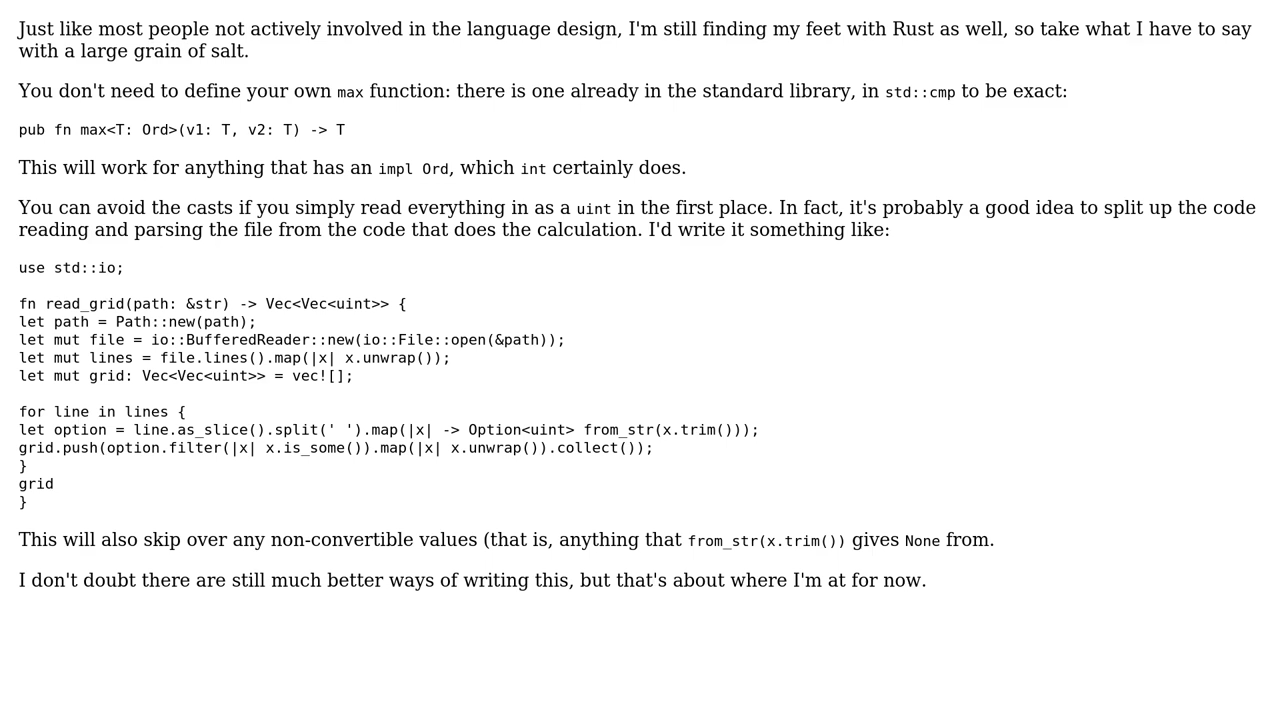 Just like most people not actively involved in the language design, I'm still finding my feet with Rust as well, so take what I have to say
with a large grain of salt.
You don't need to define your own max function: there is one already in the standard library, in std::cmp to be exact:
pub fn max<T: Ord>(v1: T, v2: T) -> T
This will work for anything that has an impl Ord, which int certainly does.
You can avoid the casts if you simply read everything in as a uint in the first place. In fact, it's probably a good idea to split up the code
reading and parsing the file from the code that does the calculation. I'd write it something like:
use std::io;
fn read_grid(path: &str) -> Vec<Vec<uint>> {
let path = Path::new(path);
let mut file = io::BufferedReader::new(io::File::open(&path));
let mut lines = file.lines().map(|x| x.unwrap());
let mut grid: Vec<Vec<uint>> = vec![];
for line in lines {
let option = line.as_slice().split(' ').map(|x| -> Option<uint> from_str(x.trim()));
grid.push(option.filter(|x| x.is_some()).map(|x| x.unwrap()).collect());
}
grid
}
This will also skip over any non-convertible values (that is, anything that from_str(x.trim()) gives None from.
I don't doubt there are still much better ways of writing this, but that's about where I'm at for now.